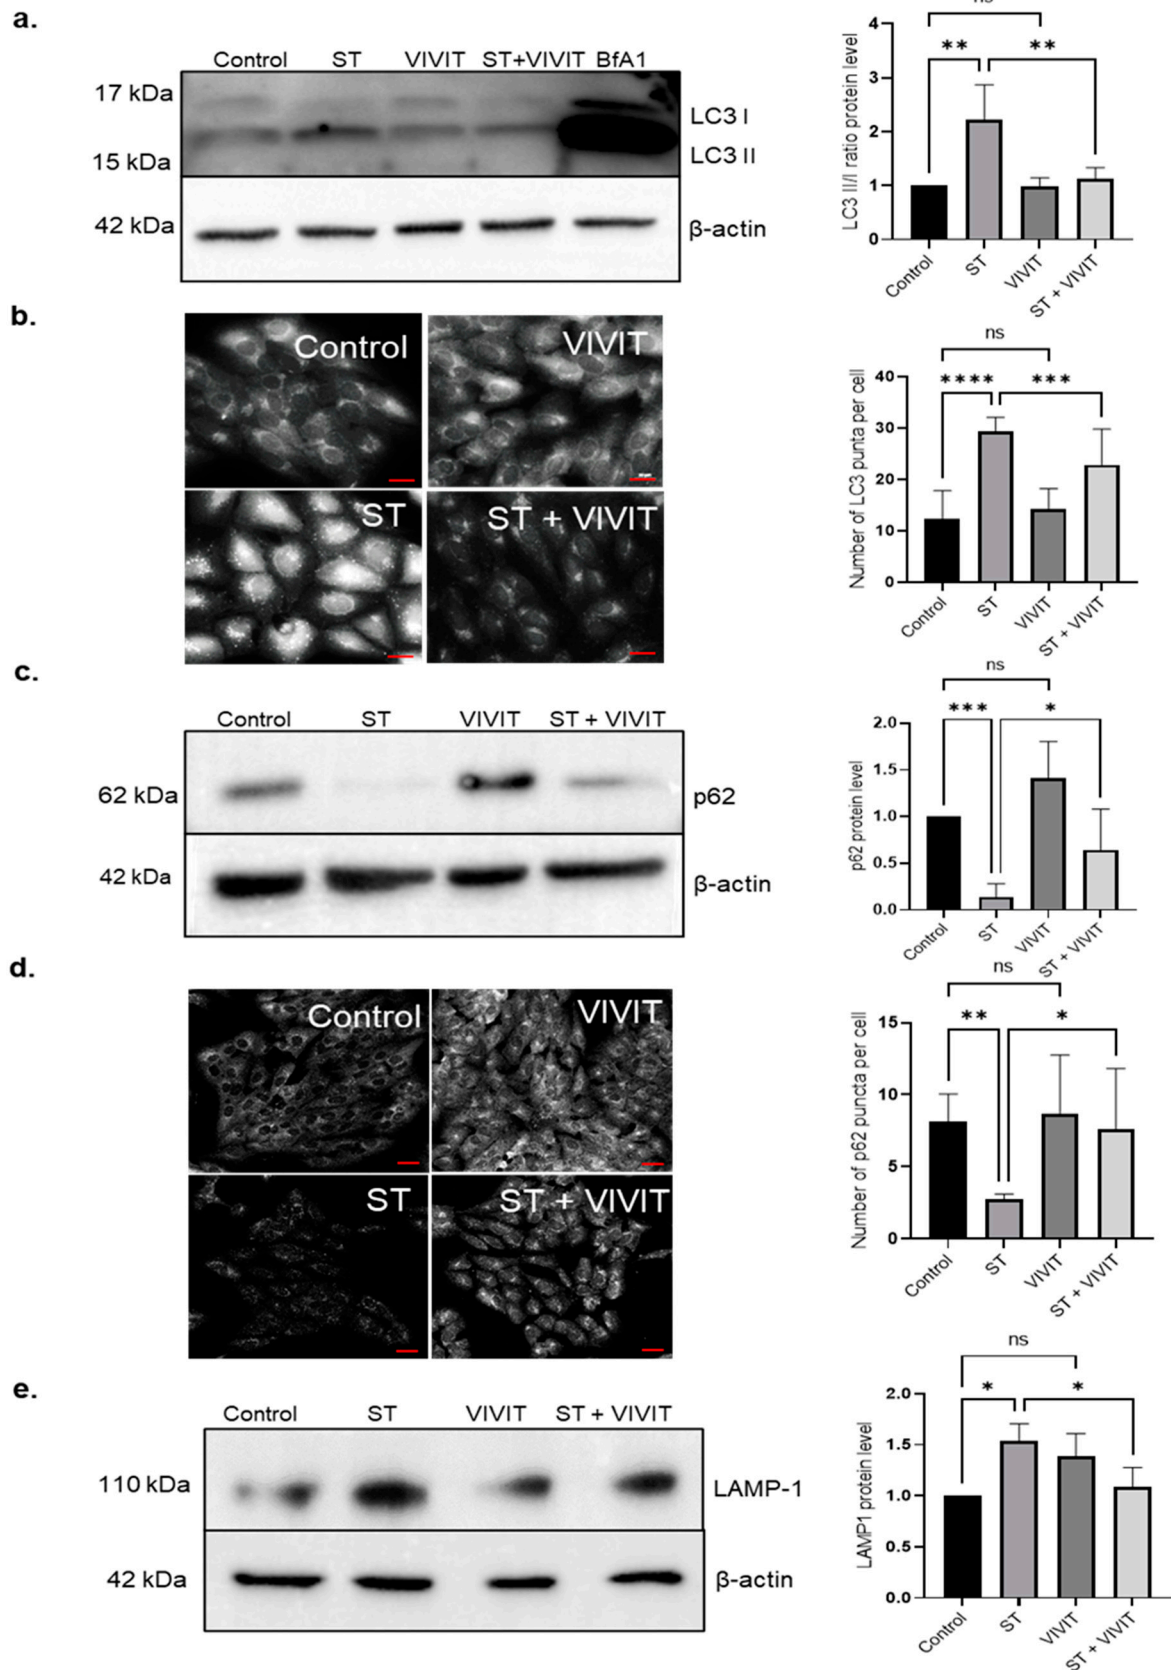 a.
Control ST VIVIT ST+VIVIT BfA1
17 kDa
LC3 I
15 kDa
LC3 II
42 kDa
β-actin
ns
** **
LC3 II/I ratio protein level
4
3
2
1
0
Control
ST
VIVIT
ST + VIVIT
b.
Control
VIVIT
ST
ST + VIVIT
ns
**** ***
Number of LC3 punta per cell
40
30
20
10
0
Control
ST
VIVIT
ST + VIVIT
c.
Control ST VIVIT ST + VIVIT
62 kDa
p62
42 kDa
β-actin
ns
*** *
p62 protein level
2.0
1.5
1.0
0.5
0.0
Control
ST
VIVIT
ST + VIVIT
d.
Control
VIVIT
ST
ST + VIVIT
ns
** *
Number of p62 puncta per cell
15
10
5
0
Control
ST
VIVIT
ST + VIVIT
e.
Control ST VIVIT ST + VIVIT
110 kDa
LAMP-1
42 kDa
β-actin
ns
* *
LAMP1 protein level
2.0
1.5
1.0
0.5
0.0
Control
ST
VIVIT
ST + VIVIT